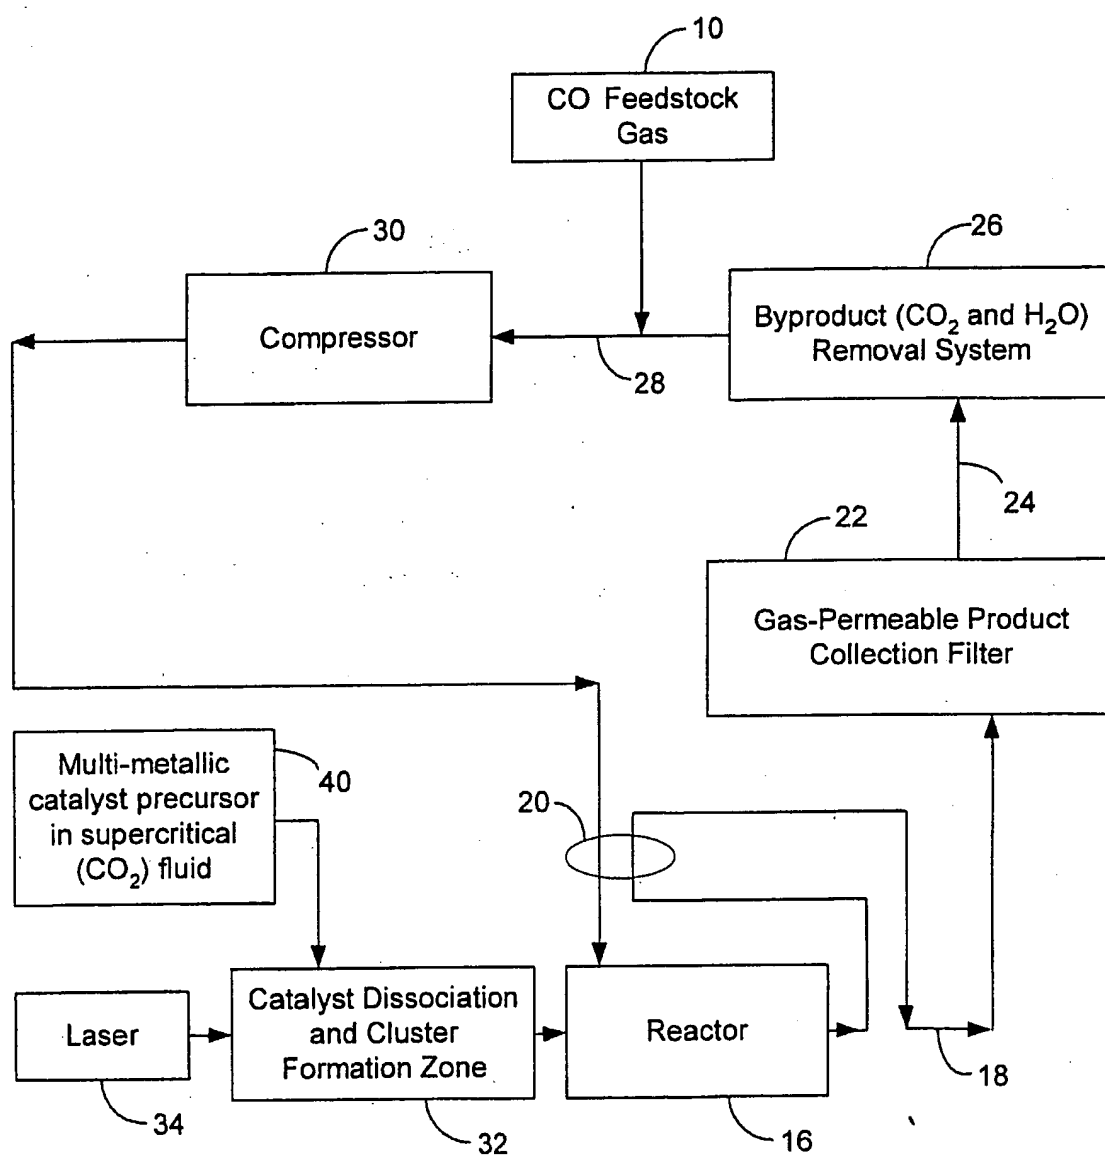 10
CO Feedstock
Gas
30
26
Compressor
Byproduct (CO₂ and H₂O)
Removal System
28
24
22
Gas-Permeable Product
Collection Filter
Multi-metallic
catalyst precursor
in supercritical
(CO₂) fluid
40
20
Laser
Catalyst Dissociation
and Cluster
Formation Zone
Reactor
18
34
32
16